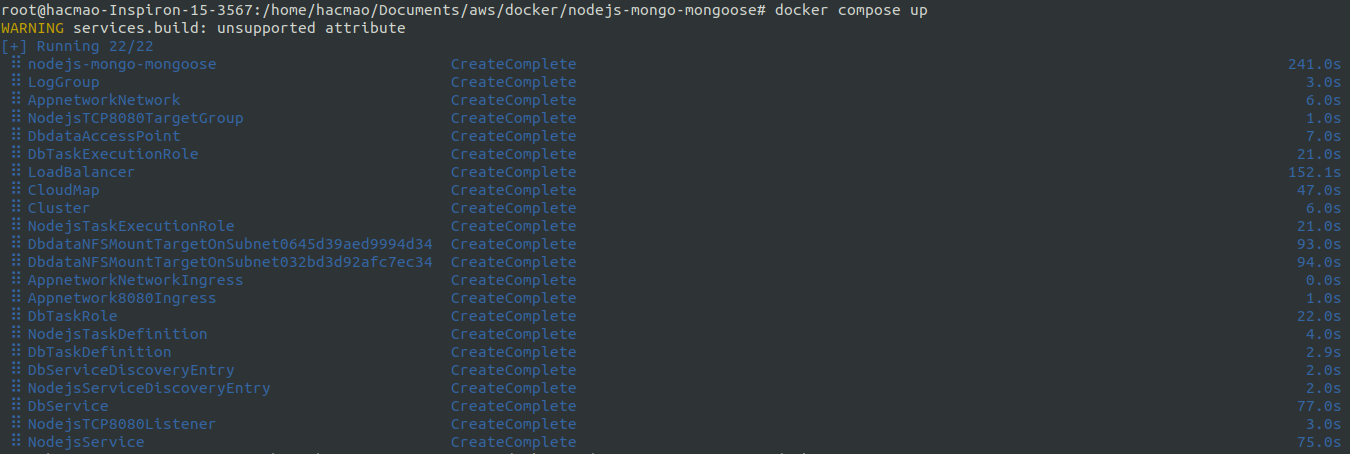 root@hacmao-Inspiron-15-3567:/home/hacmao/Documents/aws/docker/nodejs-mongo-mongoose# docker compose up
WARNING services.build: unsupported attribute
[+] Running 22/22
⠿ nodejs-mongo-mongoose CreateComplete 241.0s
⠿ LogGroup CreateComplete 3.0s
⠿ AppnetworkNetwork CreateComplete 6.0s
⠿ NodejsTCP8080TargetGroup CreateComplete 1.0s
⠿ DbdataAccessPoint CreateComplete 7.0s
⠿ DbTaskExecutionRole CreateComplete 21.0s
⠿ LoadBalancer CreateComplete 152.1s
⠿ CloudMap CreateComplete 47.0s
⠿ Cluster CreateComplete 6.0s
⠿ NodejsTaskExecutionRole CreateComplete 21.0s
⠿ DbdataNFSMountTargetOnSubnet0645d39aed9994d34 CreateComplete 93.0s
⠿ DbdataNFSMountTargetOnSubnet032bd3d92afc7ec34 CreateComplete 94.0s
⠿ AppnetworkNetworkIngress CreateComplete 0.0s
⠿ Appnetwork8080Ingress CreateComplete 1.0s
⠿ DbTaskRole CreateComplete 22.0s
⠿ NodejsTaskDefinition CreateComplete 4.0s
⠿ DbTaskDefinition CreateComplete 2.9s
⠿ DbServiceDiscoveryEntry CreateComplete 2.0s
⠿ NodejsServiceDiscoveryEntry CreateComplete 2.0s
⠿ DbService CreateComplete 77.0s
⠿ NodejsTCP8080Listener CreateComplete 3.0s
⠿ NodejsService CreateComplete 75.0s